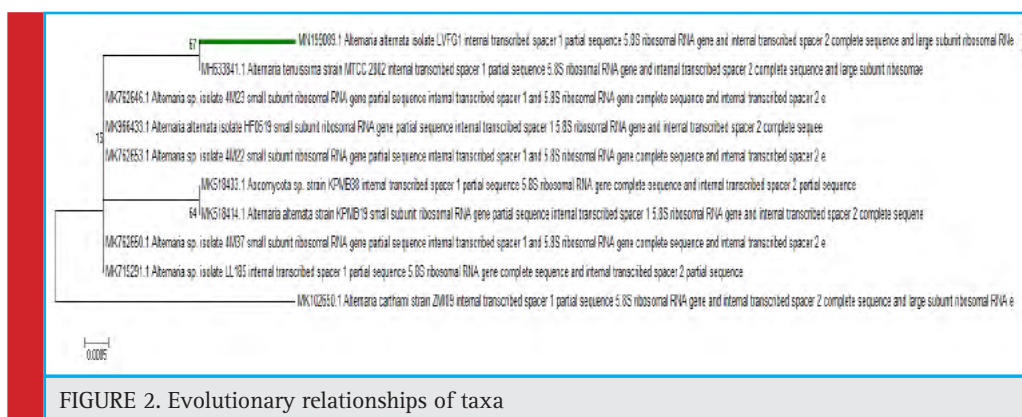 67
MN199089.1 Alternaria alternata isolate LVFG1 internal transcribed spacer 1 partial sequence 5.8S ribosomal RNA gene and internal transcribed spacer 2 complete sequence and large subunit ribosomal RNAe
MH633841.1 Alternaria tenuissima strain MTCC 2802 internal transcribed spacer 1 partial sequence 5.8S ribosomal RNA gene and internal transcribed spacer 2 complete sequence and large subunit ribosomae
MK762646.1 Alternaria sp. isolate 4M23 small subunit ribosomal RNA gene partial sequence internal transcribed spacer 1 and 5.8S ribosomal RNA gene complete sequence and internal transcribed spacer 2 e
MK966433.1 Alternaria alternata isolate HF0519 small subunit ribosomal RNA gene partial sequence internal transcribed spacer 1 5.8S ribosomal RNA gene and internal transcribed spacer 2 complete sequee
15
MK762653.1 Alternaria sp. isolate 4M22 small subunit ribosomal RNA gene partial sequence internal transcribed spacer 1 and 5.8S ribosomal RNA gene complete sequence and internal transcribed spacer 2 e
MK518433.1 Ascomycota sp. strain KPMB38 internal transcribed spacer 1 partial sequence 5.8S ribosomal RNA gene complete sequence and internal transcribed spacer 2 partial sequence
64
MK518414.1 Alternaria alternata strain KPMB19 small subunit ribosomal RNA gene partial sequence internal transcribed spacer 1 5.8S ribosomal RNA gene and internal transcribed spacer 2 complete sequene
MK762650.1 Alternaria sp. isolate 4M37 small subunit ribosomal RNA gene partial sequence internal transcribed spacer 1 and 5.8S ribosomal RNA gene complete sequence and internal transcribed spacer 2 e
MK715291.1 Alternaria sp. isolate LL185 internal transcribed spacer 1 partial sequence 5.8S ribosomal RNA gene complete sequence and internal transcribed spacer 2 partial sequence
MK102650.1 Alternaria carthami strain ZMI19 internal transcribed spacer 1 partial sequence 5.8S ribosomal RNA gene and internal transcribed spacer 2 complete sequence and large subunit ribosomal RNA e
0.0005
FIGURE 2. Evolutionary relationships of taxa